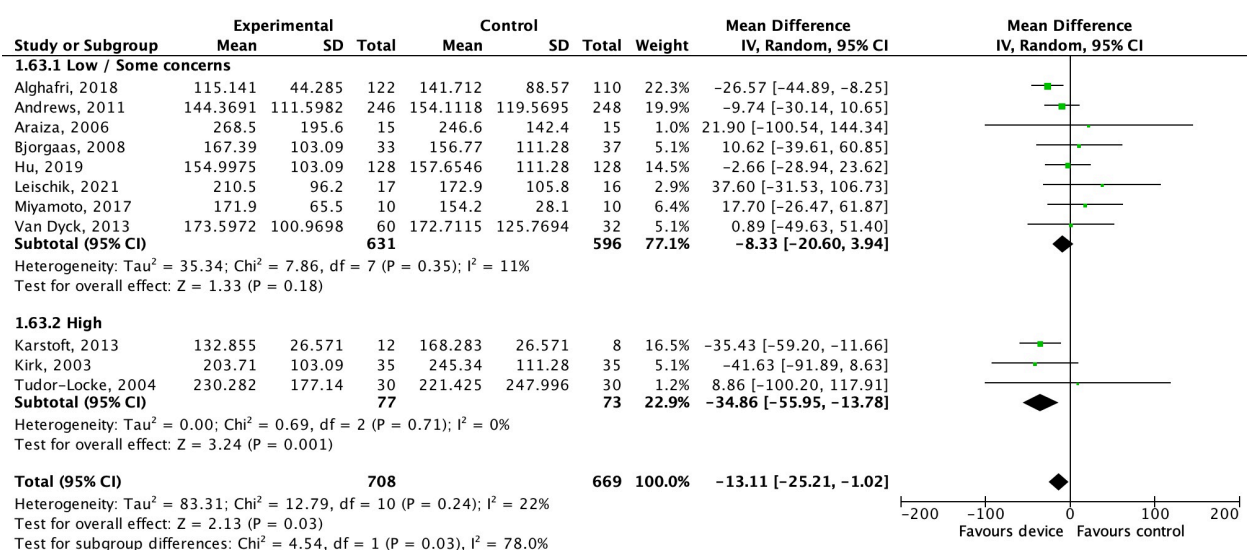 Experimental Control Mean Difference Mean Difference
Study or Subgroup Mean SD Total Mean SD Total Weight IV, Random, 95% CI IV, Random, 95% CI
1.63.1 Low / Some concerns
Alghafri, 2018 115.141 44.285 122 141.712 88.57 110 22.3% −26.57 [−44.89, −8.25]
Andrews, 2011 144.3691 111.5982 246 154.1118 119.5695 248 19.9% −9.74 [−30.14, 10.65]
Araiza, 2006 268.5 195.6 15 246.6 142.4 15 1.0% 21.90 [−100.54, 144.34]
Bjorgaas, 2008 167.39 103.09 33 156.77 111.28 37 5.1% 10.62 [−39.61, 60.85]
Hu, 2019 154.9975 103.09 128 157.6546 111.28 128 14.5% −2.66 [−28.94, 23.62]
Leischik, 2021 210.5 96.2 17 172.9 105.8 16 2.9% 37.60 [−31.53, 106.73]
Miyamoto, 2017 171.9 65.5 10 154.2 28.1 10 6.4% 17.70 [−26.47, 61.87]
Van Dyck, 2013 173.5972 100.9698 60 172.7115 125.7694 32 5.1% 0.89 [−49.63, 51.40]
Subtotal (95% CI) 631 596 77.1% −8.33 [−20.60, 3.94]
Heterogeneity: Tau² = 35.34; Chi² = 7.86, df = 7 (P = 0.35); I² = 11%
Test for overall effect: Z = 1.33 (P = 0.18)
1.63.2 High
Karstoft, 2013 132.855 26.571 12 168.283 26.571 8 16.5% −35.43 [−59.20, −11.66]
Kirk, 2003 203.71 103.09 35 245.34 111.28 35 5.1% −41.63 [−91.89, 8.63]
Tudor−Locke, 2004 230.282 177.14 30 221.425 247.996 30 1.2% 8.86 [−100.20, 117.91]
Subtotal (95% CI) 77 73 22.9% −34.86 [−55.95, −13.78]
Heterogeneity: Tau² = 0.00; Chi² = 0.69, df = 2 (P = 0.71); I² = 0%
Test for overall effect: Z = 3.24 (P = 0.001)
Total (95% CI) 708 669 100.0% −13.11 [−25.21, −1.02]
Heterogeneity: Tau² = 83.31; Chi² = 12.79, df = 10 (P = 0.24); I² = 22%
Test for overall effect: Z = 2.13 (P = 0.03)
Test for subgroup differences: Chi² = 4.54, df = 1 (P = 0.03), I² = 78.0%
−200 −100 0 100 200
Favours device Favours control